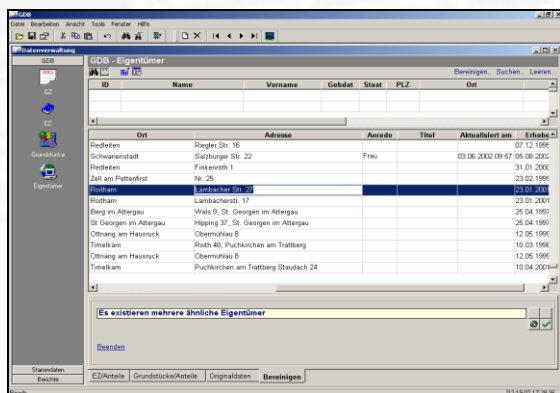 GDB
Datei Bearbeiten Ansicht Tools Fenster Hilfe
Datenverwaltung
GDB
GDB - Eigentümer
Bereinigen.. Suchen.. Leeren..
EZ
Grundstücke
Eigentümer
ID Name Vorname Gebdat Staat PLZ Ort
Ort Adresse Anrede Titel Aktualisiert am Erhobe
Redleiten Riegler Str. 16 07.12.1995
Schwanenstadt Salzburger Str. 22 Frau 03.06.2002 09:57 05.08.2002
Redleiten Finkenröth 1 31.01.2000
Zell am Pettenfirst Nr. 25 23.02.1995
Roitham Lambacher Str. 27 23.01.2001
Roitham Lambacherstr. 17 23.01.2001
Berg im Attergau Wals 9, St. Georgen im Attergau 25.04.1997
St Georgen im Attergau Hipping 37, St. Georgen im Attergau 25.04.1997
Ottnang am Hausruck Obermühlau 8 12.05.1995
Timelkam Roith 48, Puchkirchen am Trattberg 10.03.1998
Ottnang am Hausruck Obermühlau 8 12.05.1995
Timelkam Puchkirchen am Trattberg Staudach 24 10.04.2001
Es existieren mehrere ähnliche Eigentümer
Beenden
Stammdaten
Berichte
EZ/Anteile Grundstücke/Anteile Originaldaten Bereinigen